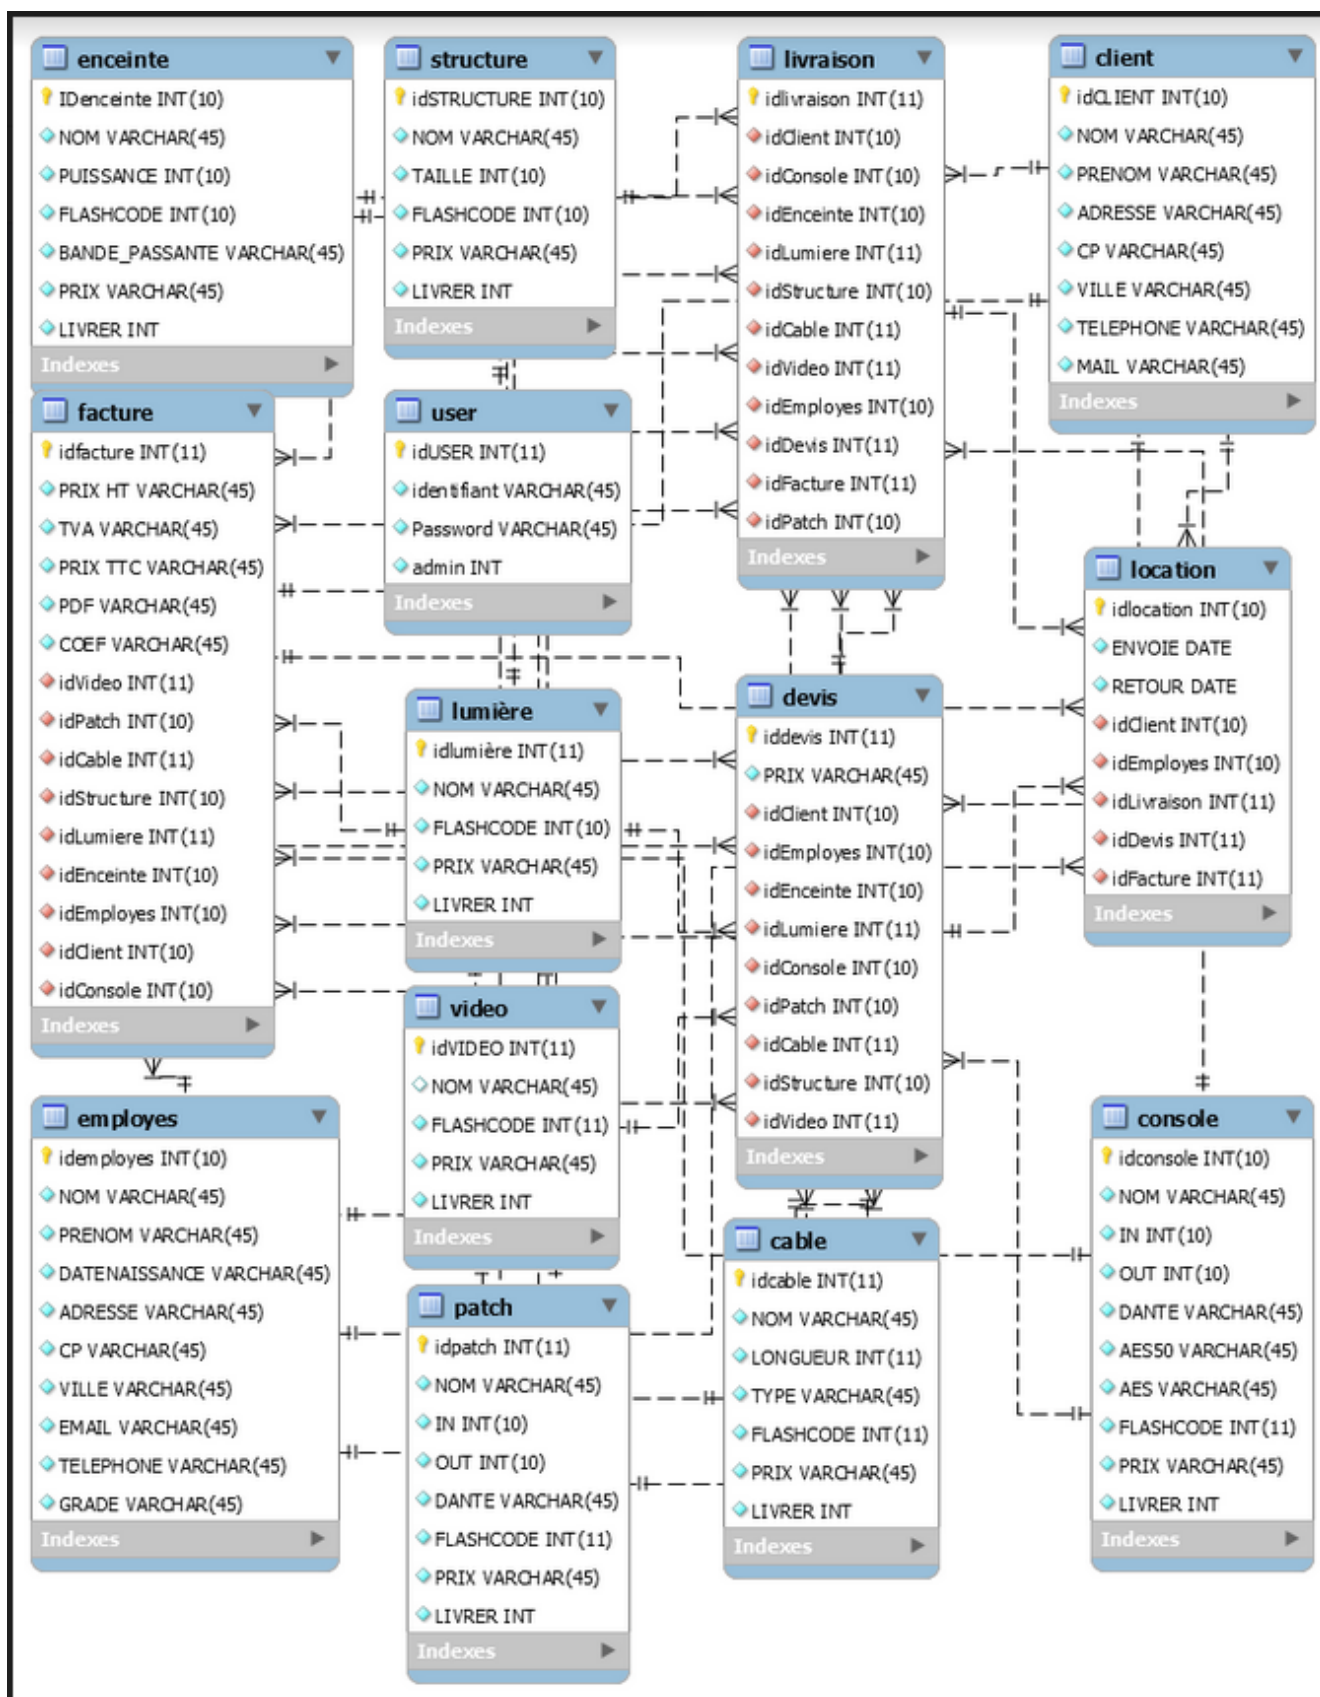 enceinte
IDenceinte INT(10)
NOM VARCHAR(45)
PUISSANCE INT(10)
FLASHCODE INT(10)
BANDE_PASSANTE VARCHAR(45)
PRIX VARCHAR(45)
LIVRER INT
Indexes
structure
idSTRUCTURE INT(10)
NOM VARCHAR(45)
TAILLE INT(10)
FLASHCODE INT(10)
PRIX VARCHAR(45)
LIVRER INT
Indexes
livraison
idlivraison INT(11)
idClient INT(10)
idConsole INT(10)
idEnceinte INT(10)
idLumiere INT(11)
idStructure INT(10)
idCable INT(11)
idVideo INT(11)
idEmployes INT(10)
idDevis INT(11)
idFacture INT(11)
idPatch INT(10)
Indexes
client
idCLIENT INT(10)
NOM VARCHAR(45)
PRENOM VARCHAR(45)
ADRESSE VARCHAR(45)
CP VARCHAR(45)
VILLE VARCHAR(45)
TELEPHONE VARCHAR(45)
MAIL VARCHAR(45)
Indexes
facture
idfacture INT(11)
PRIX HT VARCHAR(45)
TVA VARCHAR(45)
PRIX TTC VARCHAR(45)
PDF VARCHAR(45)
COEF VARCHAR(45)
idVideo INT(11)
idPatch INT(10)
idCable INT(11)
idStructure INT(10)
idLumiere INT(11)
idEnceinte INT(10)
idEmployes INT(10)
idClient INT(10)
idConsole INT(10)
Indexes
user
idUSER INT(11)
identifiant VARCHAR(45)
Password VARCHAR(45)
admin INT
Indexes
location
idlocation INT(10)
ENVOIE DATE
RETOUR DATE
idClient INT(10)
idEmployes INT(10)
idLivraison INT(11)
idDevis INT(11)
idFacture INT(11)
Indexes
lumière
idlumière INT(11)
NOM VARCHAR(45)
FLASHCODE INT(10)
PRIX VARCHAR(45)
LIVRER INT
Indexes
devis
iddevis INT(11)
PRIX VARCHAR(45)
idClient INT(10)
idEmployes INT(10)
idEnceinte INT(10)
idLumiere INT(11)
idConsole INT(10)
idPatch INT(10)
idCable INT(11)
idStructure INT(10)
idVideo INT(11)
Indexes
video
idVIDEO INT(11)
NOM VARCHAR(45)
FLASHCODE INT(11)
PRIX VARCHAR(45)
LIVRER INT
Indexes
employes
idemployes INT(10)
NOM VARCHAR(45)
PRENOM VARCHAR(45)
DATENAISSANCE VARCHAR(45)
ADRESSE VARCHAR(45)
CP VARCHAR(45)
VILLE VARCHAR(45)
EMAIL VARCHAR(45)
TELEPHONE VARCHAR(45)
GRADE VARCHAR(45)
Indexes
console
idconsole INT(10)
NOM VARCHAR(45)
IN INT(10)
OUT INT(10)
DANTE VARCHAR(45)
AES50 VARCHAR(45)
AES VARCHAR(45)
FLASHCODE INT(11)
PRIX VARCHAR(45)
LIVRER INT
Indexes
cable
idcable INT(11)
NOM VARCHAR(45)
LONGUEUR INT(11)
TYPE VARCHAR(45)
FLASHCODE INT(11)
PRIX VARCHAR(45)
LIVRER INT
Indexes
patch
idpatch INT(11)
NOM VARCHAR(45)
IN INT(10)
OUT INT(10)
DANTE VARCHAR(45)
FLASHCODE INT(11)
PRIX VARCHAR(45)
LIVRER INT
Indexes